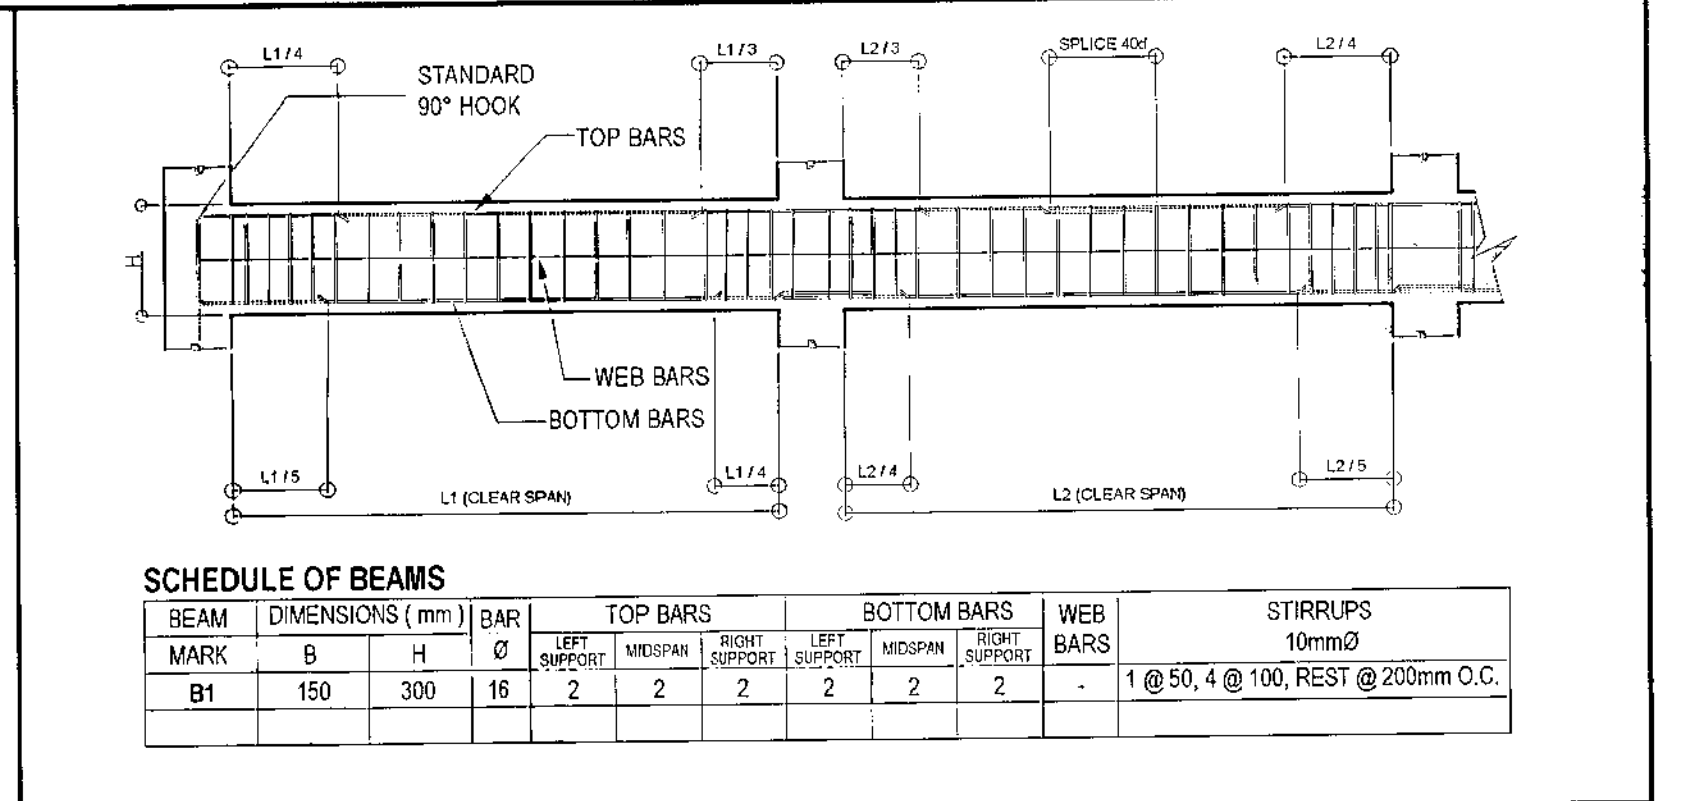 L1/4
L1/3
L2/3
SPLICE 40d
L2/4
STANDARD
90° HOOK
TOP BARS
H
WEB BARS
BOTTOM BARS
L1/5
L1/4
L2/4
L2/5
L1 (CLEAR SPAN)
L2 (CLEAR SPAN)
SCHEDULE OF BEAMS
BEAM MARK
DIMENSIONS ( mm )
B
H
BAR Ø
TOP BARS
LEFT SUPPORT
MIDSPAN
RIGHT SUPPORT
BOTTOM BARS
LEFT SUPPORT
MIDSPAN
RIGHT SUPPORT
WEB BARS
STIRRUPS
10mmØ
B1 150 300 16 2 2 2 2 2 2 - 1 @ 50, 4 @ 100, REST @ 200mm O.C.